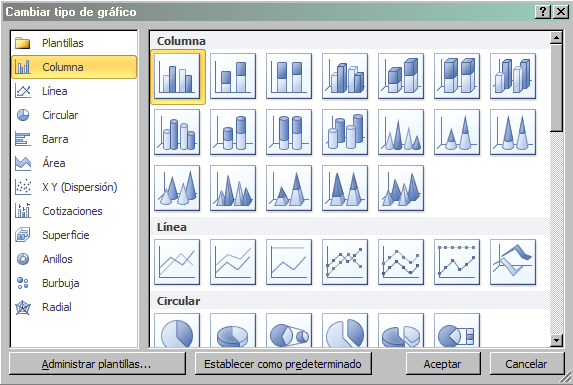 Cambiar tipo de gráfico
Plantillas
Columna
Línea
Circular
Barra
Área
X Y (Dispersión)
Cotizaciones
Superficie
Anillos
Burbuja
Radial
Columna
Línea
Circular
Administrar plantillas...
Establecer como predeterminado
Aceptar
Cancelar